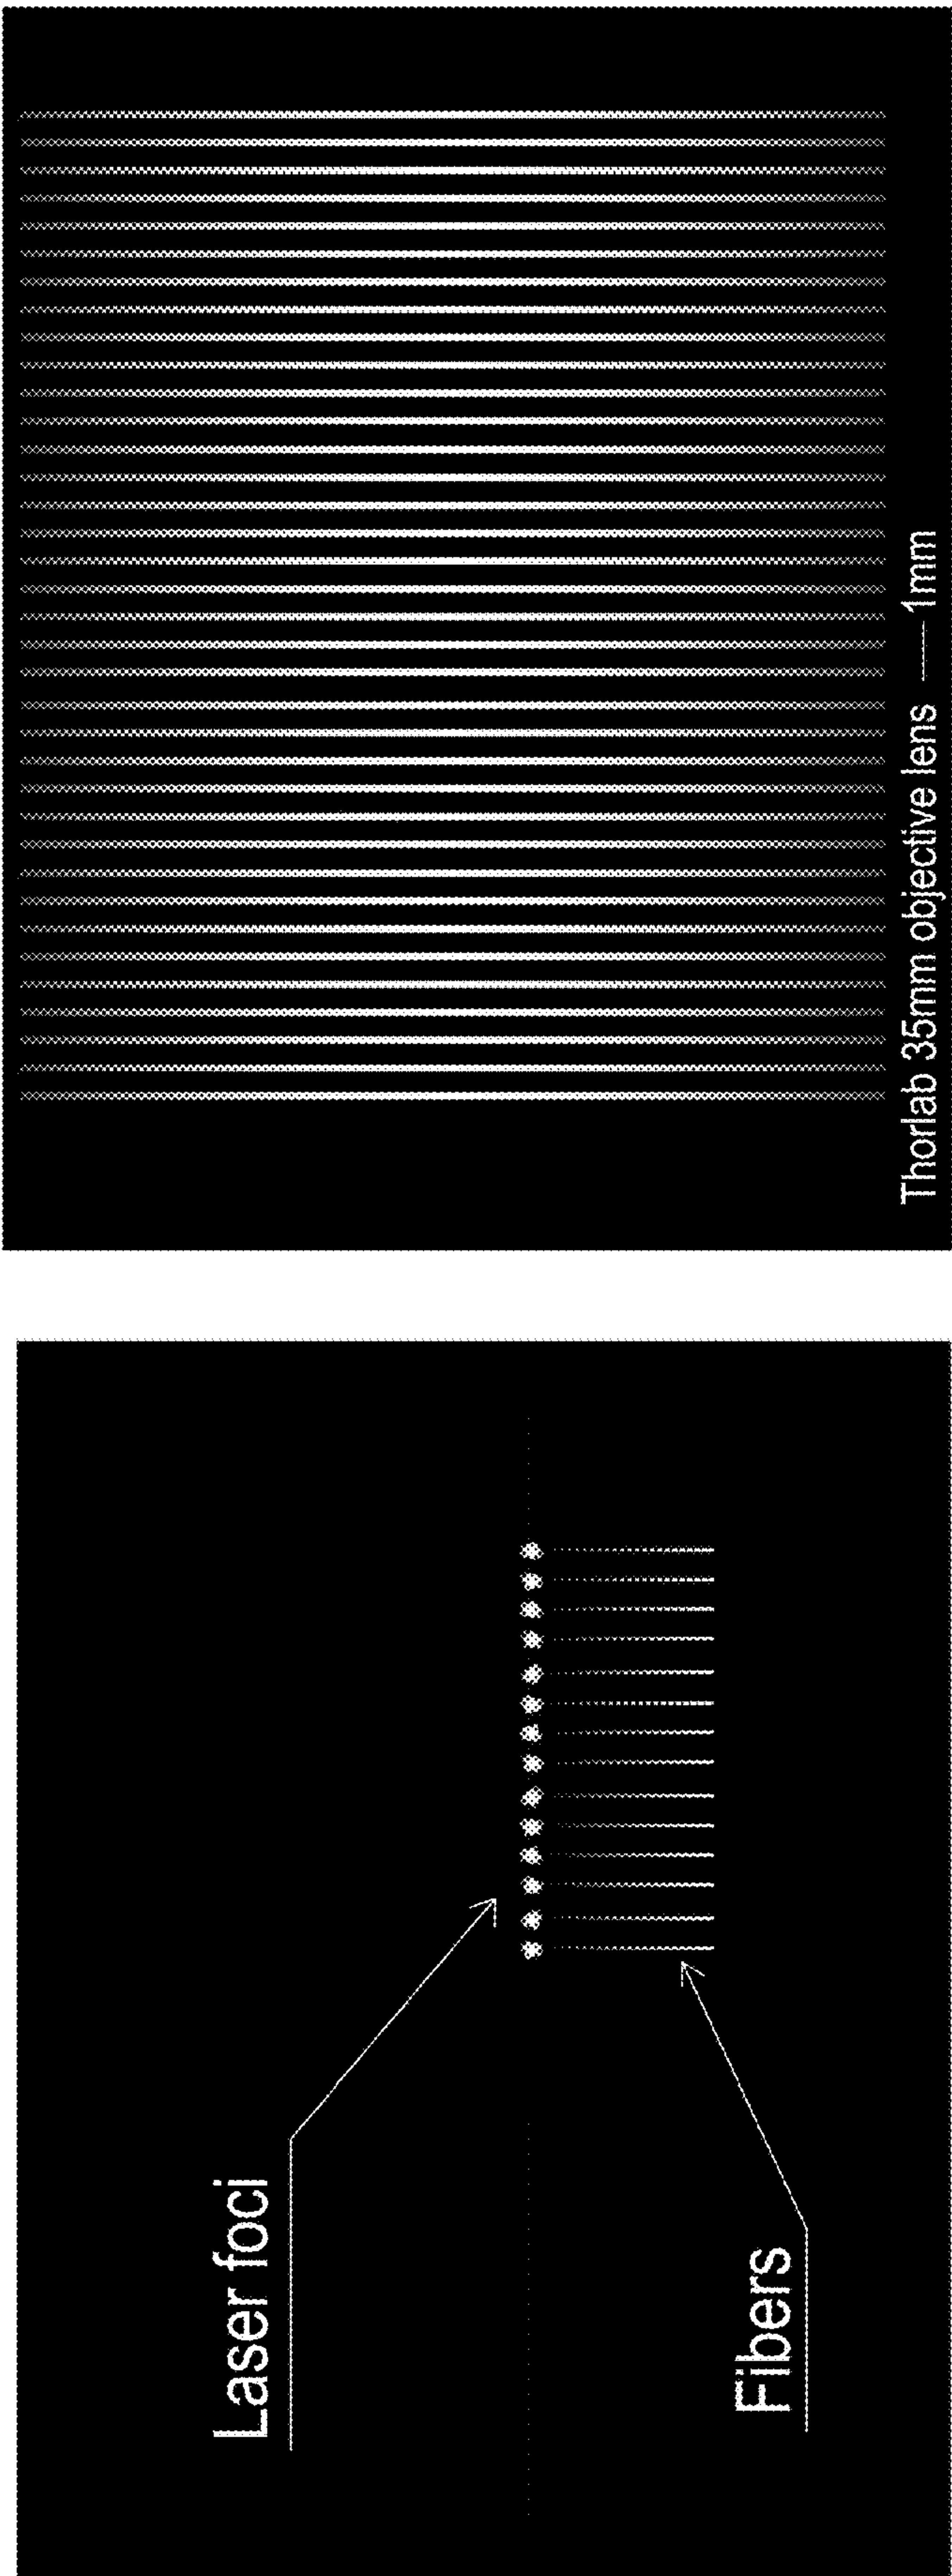 Laser foci
Fibers
Thorlab 35mm objective lens — 1mm